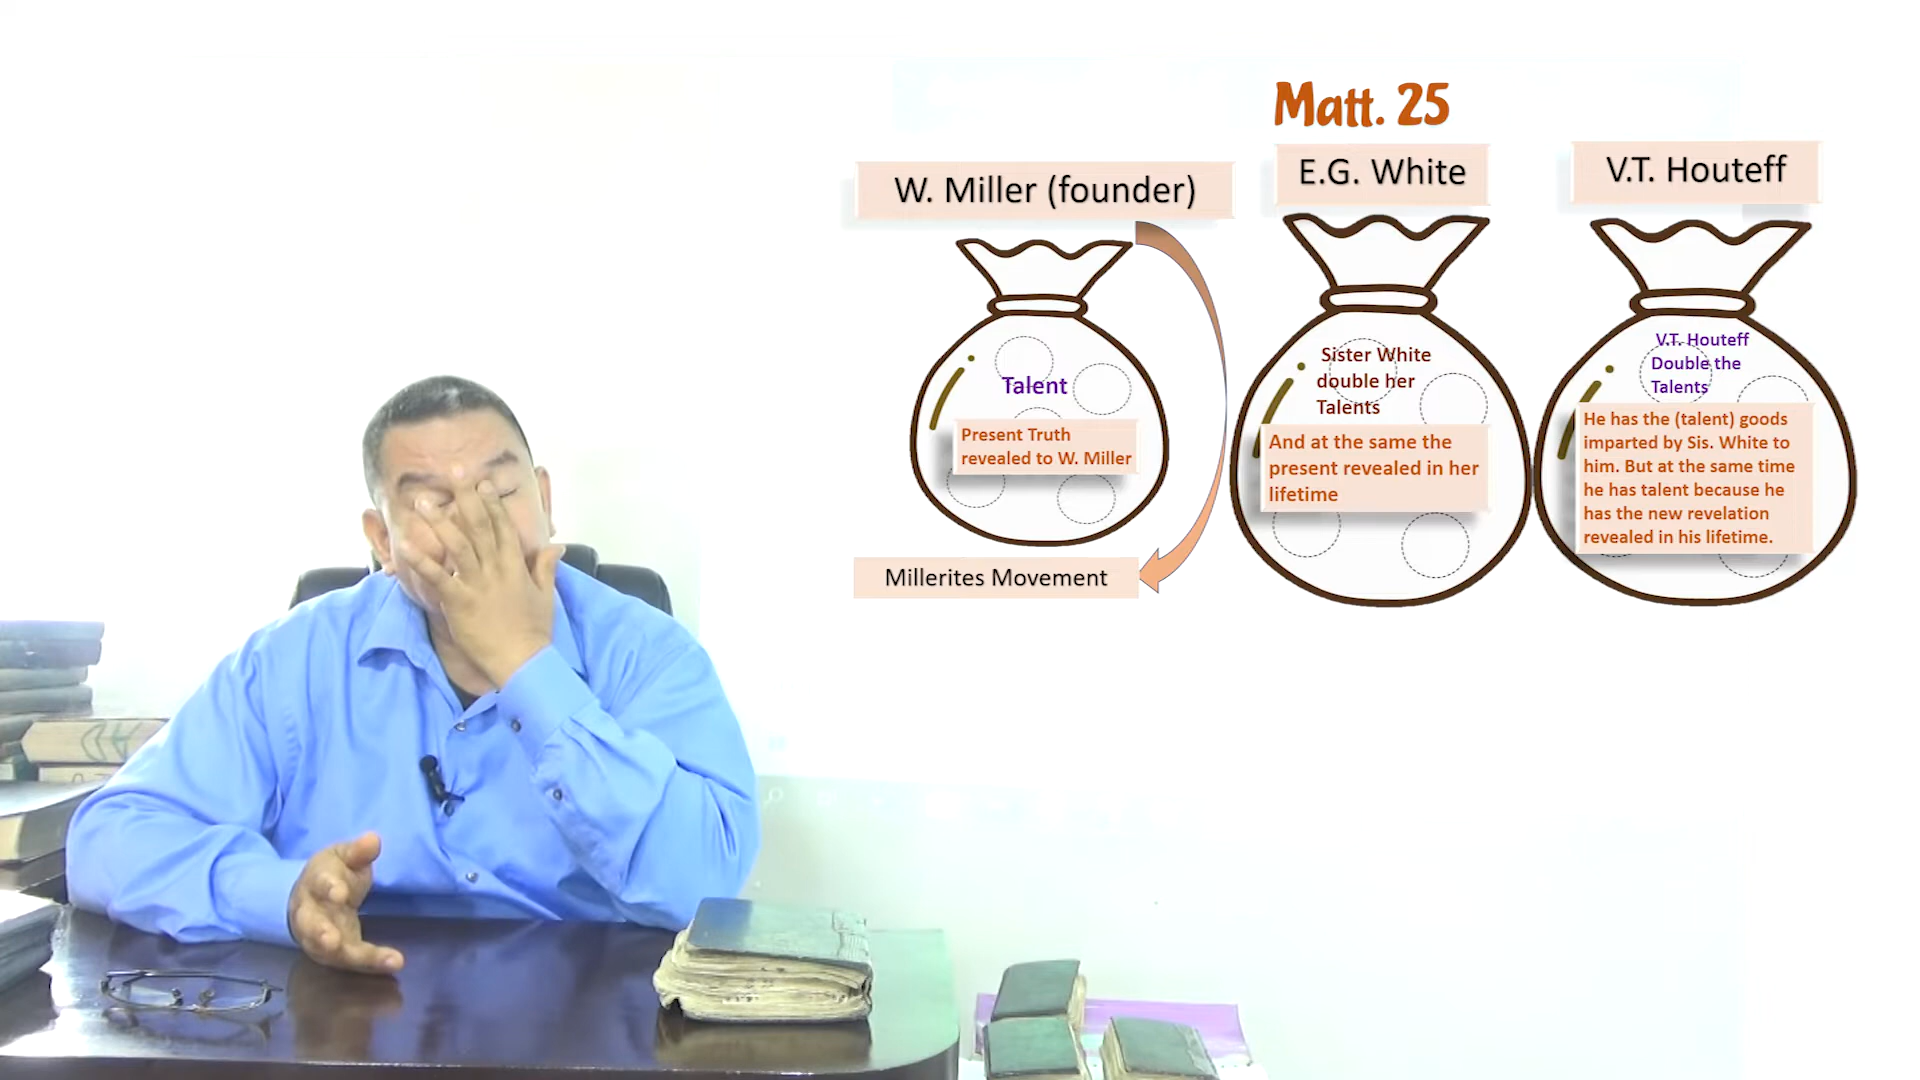 Matt. 25
W. Miller (founder)
E.G. White
V.T. Houteff
Talent
Present Truth
revealed to W. Miller
Millerites Movement
Sister White
double her
Talents
And at the same the
present revealed in her
lifetime
V.T. Houteff
Double the
Talents
He has the (talent) goods
imparted by Sis. White to
him. But at the same time
he has talent because he
has the new revelation
revealed in his lifetime.